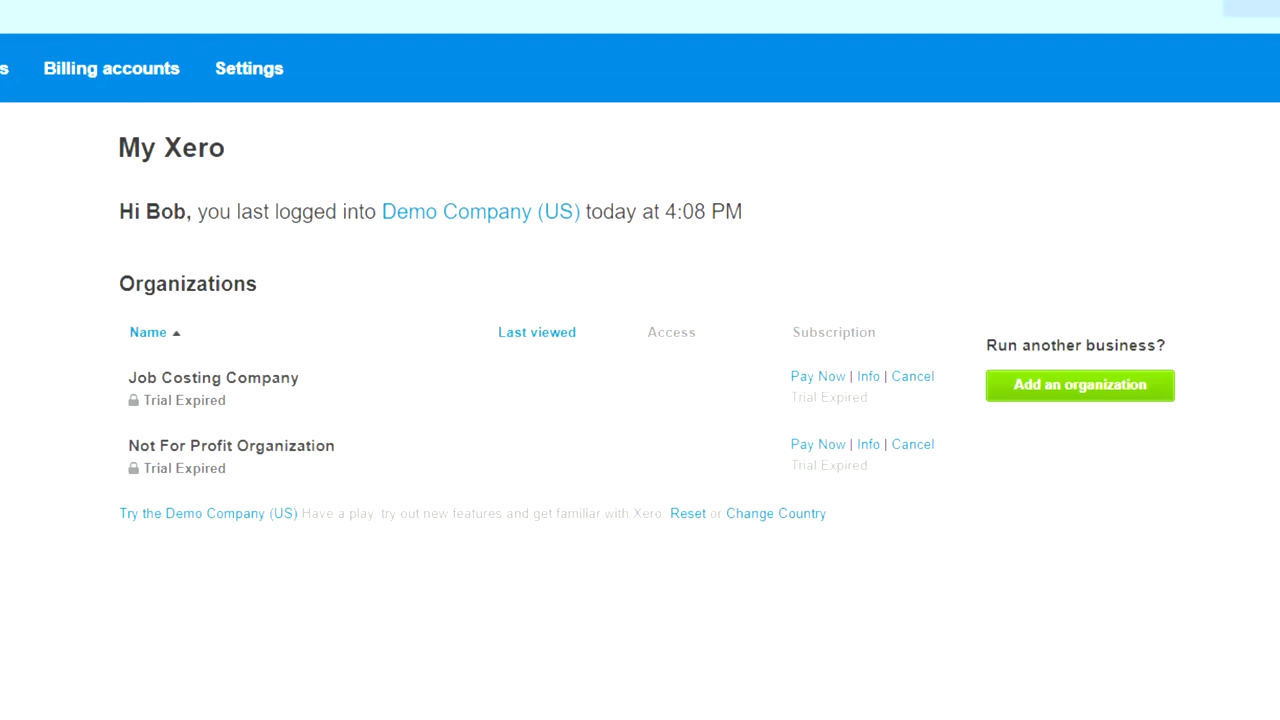 s Billing accounts Settings
My Xero
Hi Bob, you last logged into Demo Company (US) today at 4:08 PM
Organizations
Name Last viewed Access Subscription
Run another business?
Job Costing Company Pay Now | Info | Cancel Add an organization
Trial Expired Trial Expired
Not For Profit Organization Pay Now | Info | Cancel
Trial Expired Trial Expired
Try the Demo Company (US) Have a play, try out new features and get familiar with Xero. Reset or Change Country